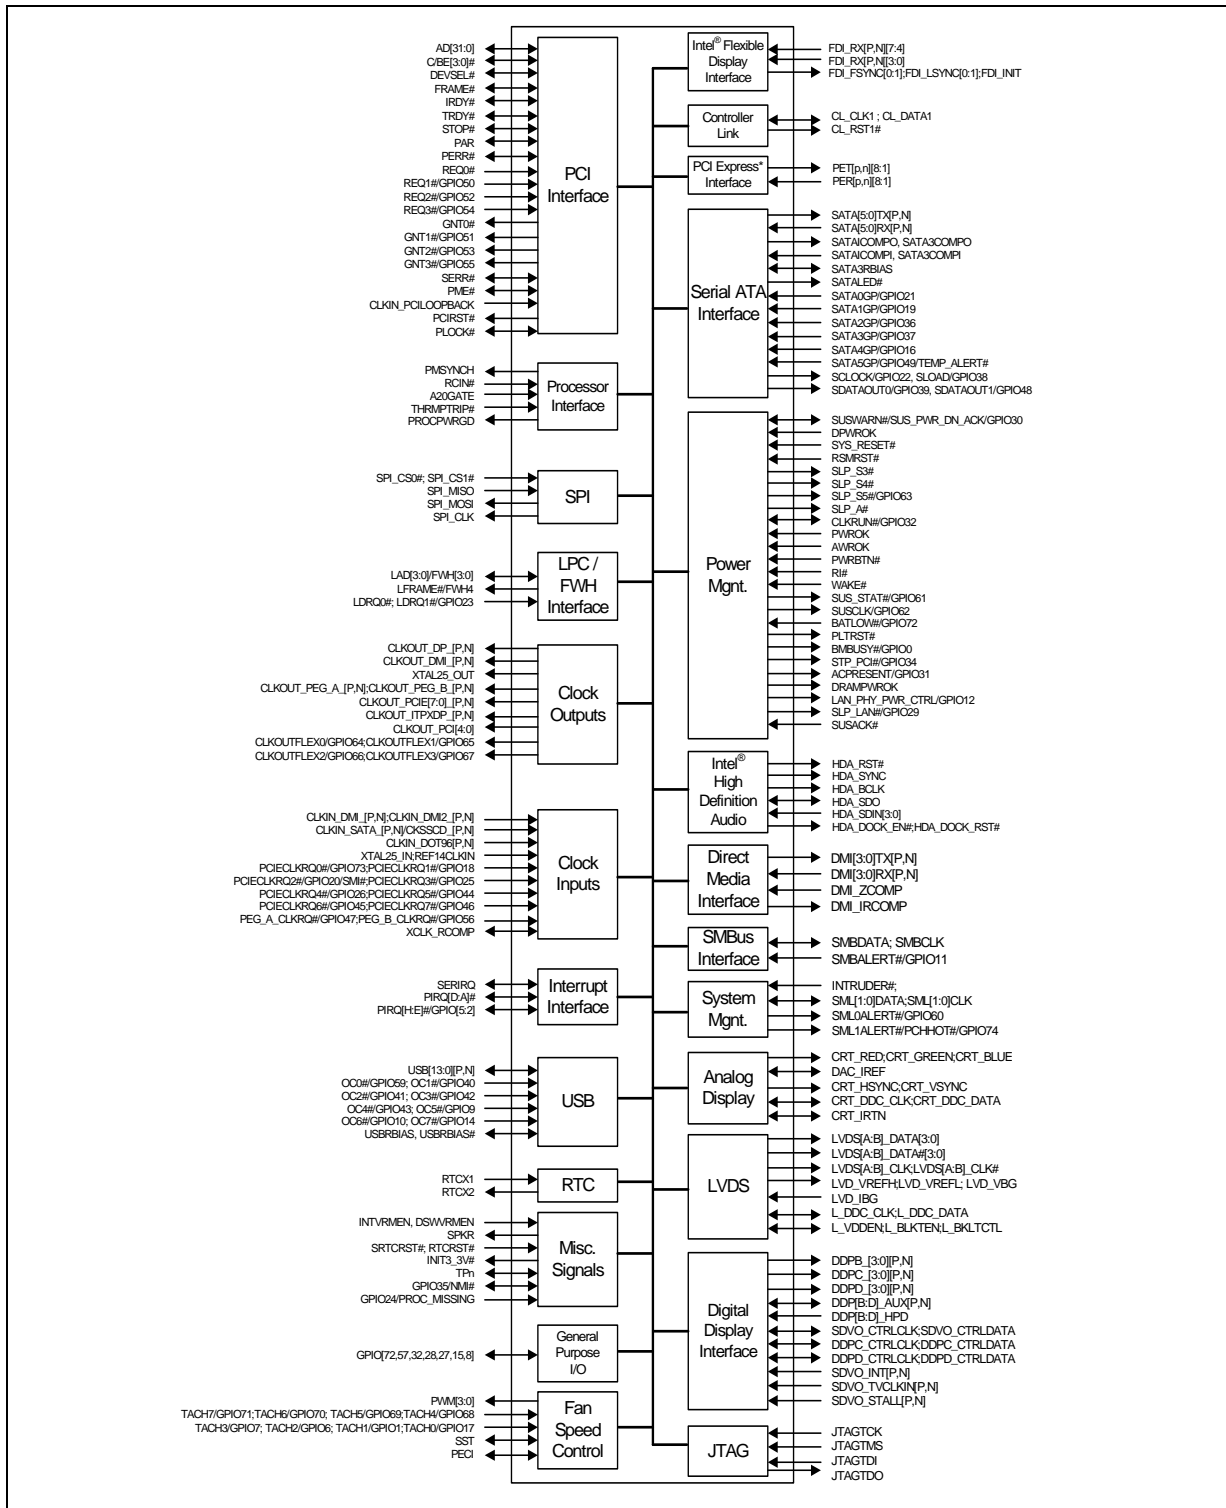 AD[31:0]
C/BE[3:0]#
DEVSEL#
FRAME#
IRDY#
TRDY#
STOP#
PAR
PERR#
REQ0#
REQ1#/GPIO50
REQ2#/GPIO52
REQ3#/GPIO54
GNT0#
GNT1#/GPIO51
GNT2#/GPIO53
GNT3#/GPIO55
SERR#
PME#
CLKIN_PCILOOPBACK
PCIRST#
PLOCK#
PCI
Interface
PMSYNCH
RCIN#
A20GATE
THRMPTRIP#
PROCPWRGD
Processor
Interface
SPI_CS0#; SPI_CS1#
SPI_MISO
SPI_MOSI
SPI_CLK
SPI
LAD[3:0]/FWH[3:0]
LFRAME#/FWH4
LDRQ0#; LDRQ1#/GPIO23
LPC /
FWH
Interface
CLKOUT_DP_[P,N]
CLKOUT_DMI_[P,N]
XTAL25_OUT
CLKOUT_PEG_A_[P,N];CLKOUT_PEG_B_[P,N]
CLKOUT_PCIE[7:0]_[P,N]
CLKOUT_ITPXDP_[P,N]
CLKOUT_PCI[4:0]
CLKOUTFLEX0/GPIO64;CLKOUTFLEX1/GPIO65
CLKOUTFLEX2/GPIO66;CLKOUTFLEX3/GPIO67
Clock
Outputs
CLKIN_DMI_[P,N];CLKIN_DMI2_[P,N]
CLKIN_SATA_[P,N]/CKSSCD_[P,N]
CLKIN_DOT96[P,N]
XTAL25_IN;REF14CLKIN
PCIECLKRQ0#/GPIO73;PCIECLKRQ1#/GPIO18
PCIECLKRQ2#/GPIO20/SMI#;PCIECLKRQ3#/GPIO25
PCIECLKRQ4#/GPIO26;PCIECLKRQ5#/GPIO44
PCIECLKRQ6#/GPIO45;PCIECLKRQ7#/GPIO46
PEG_A_CLKRQ#/GPIO47;PEG_B_CLKRQ#/GPIO56
XCLK_RCOMP
Clock
Inputs
SERIRQ
PIRQ[D:A]#
PIRQ[H:E]#/GPIO[5:2]
Interrupt
Interface
USB[13:0][P,N]
OC0#/GPIO59; OC1#/GPIO40
OC2#/GPIO41; OC3#/GPIO42
OC4#/GPIO43; OC5#/GPIO9
OC6#/GPIO10; OC7#/GPIO14
USBRBIAS, USBRBIAS#
USB
RTCX1
RTCX2
RTC
INTVRMEN, DSWVRMEN
SPKR
SRTCRST#; RTCRST#
INIT3_3V#
TPn
GPIO35/NMI#
GPIO24/PROC_MISSING
Misc.
Signals
GPIO[72,57,32,28,27,15,8]
General
Purpose
I/O
PWM[3:0]
TACH7/GPIO71;TACH6/GPIO70; TACH5/GPIO69;TACH4/GPIO68
TACH3/GPIO7; TACH2/GPIO6; TACH1/GPIO1;TACH0/GPIO17
SST
PECI
Fan
Speed
Control
Intel® Flexible
Display
Interface
FDI_RX[P,N][7:4]
FDI_RX[P,N][[3:0]
FDI_FSYNC[0:1];FDI_LSYNC[0:1];FDI_INIT
Controller
Link
CL_CLK1 ; CL_DATA1
CL_RST1#
PCI Express*
Interface
PET[p,n][8:1]
PER[p,n][8:1]
Serial ATA
Interface
SATA[5:0]TX[P,N]
SATA[5:0]RX[P,N]
SATAICOMPO, SATA3COMPO
SATAICOMPI, SATA3COMPI
SATA3RBIAS
SATALED#
SATA0GP/GPIO21
SATA1GP/GPIO19
SATA2GP/GPIO36
SATA3GP/GPIO37
SATA4GP/GPIO16
SATA5GP/GPIO49/TEMP_ALERT#
SCLOCK/GPIO22, SLOAD/GPIO38
SDATAOUT0/GPIO39, SDATAOUT1/GPIO48
Power
Mgnt.
SUSWARN#/SUS_PWR_DN_ACK/GPIO30
DPWROK
SYS_RESET#
RSMRST#
SLP_S3#
SLP_S4#
SLP_S5#/GPIO63
SLP_A#
CLKRUN#/GPIO32
PWROK
AWROK
PWRBTN#
RI#
WAKE#
SUS_STAT#/GPIO61
SUSCLK/GPIO62
BATLOW#/GPIO72
PLTRST#
BMBUSY#/GPIO0
STP_PCI#/GPIO34
ACPRESENT/GPIO31
DRAMPWROK
LAN_PHY_PWR_CTRL/GPIO12
SLP_LAN#/GPIO29
SUSACK#
Intel®
High
Definition
Audio
HDA_RST#
HDA_SYNC
HDA_BCLK
HDA_SDO
HDA_SDIN[3:0]
HDA_DOCK_EN#;HDA_DOCK_RST#
Direct
Media
Interface
DMI[3:0]TX[P,N]
DMI[3:0]RX[P,N]
DMI_ZCOMP
DMI_IRCOMP
SMBus
Interface
SMBDATA; SMBCLK
SMBALERT#/GPIO11
System
Mgnt.
INTRUDER#;
SML[1:0]DATA;SML[1:0]CLK
SML0ALERT#/GPIO60
SML1ALERT#/PCHHOT#/GPIO74
Analog
Display
CRT_RED;CRT_GREEN;CRT_BLUE
DAC_IREF
CRT_HSYNC;CRT_VSYNC
CRT_DDC_CLK;CRT_DDC_DATA
CRT_IRTN
LVDS
LVDS[A:B]_DATA[3:0]
LVDS[A:B]_DATA#[3:0]
LVDS[A:B]_CLK;LVDS[A:B]_CLK#
LVD_VREFH;LVD_VREFL; LVD_VBG
LVD_IBG
L_DDC_CLK;L_DDC_DATA
L_VDDEN;L_BLKTEN;L_BKLTCTL
Digital
Display
Interface
DDPB_[3:0][P,N]
DDPC_[3:0][P,N]
DDPD_[3:0][P,N]
DDP[B:D]_AUX[P,N]
DDP[B:D]_HPD
SDVO_CTRLCLK;SDVO_CTRLDATA
DDPC_CTRLCLK;DDPC_CTRLDATA
DDPD_CTRLCLK;DDPD_CTRLDATA
SDVO_INT[P,N]
SDVO_TVCLKIN[P,N]
SDVO_STALL[P,N]
JTAG
JTAGTCK
JTAGTMS
JTAGTDI
JTAGTDO